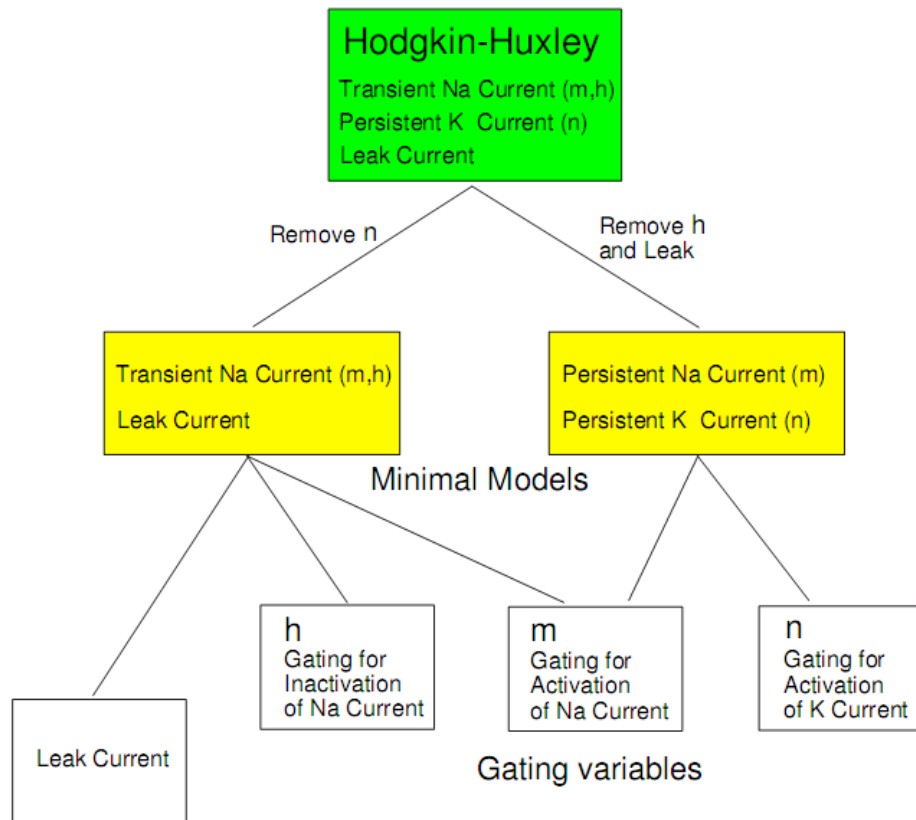 Hodgkin-Huxley
Transient Na Current (m,h)
Persistent K Current (n)
Leak Current
Remove n
Remove h
and Leak
Transient Na Current (m,h)
Leak Current
Persistent Na Current (m)
Persistent K Current (n)
Minimal Models
h
Gating for
Inactivation
of Na Current
m
Gating for
Activation
of Na Current
n
Gating for
Activation
of K Current
Leak Current
Gating variables